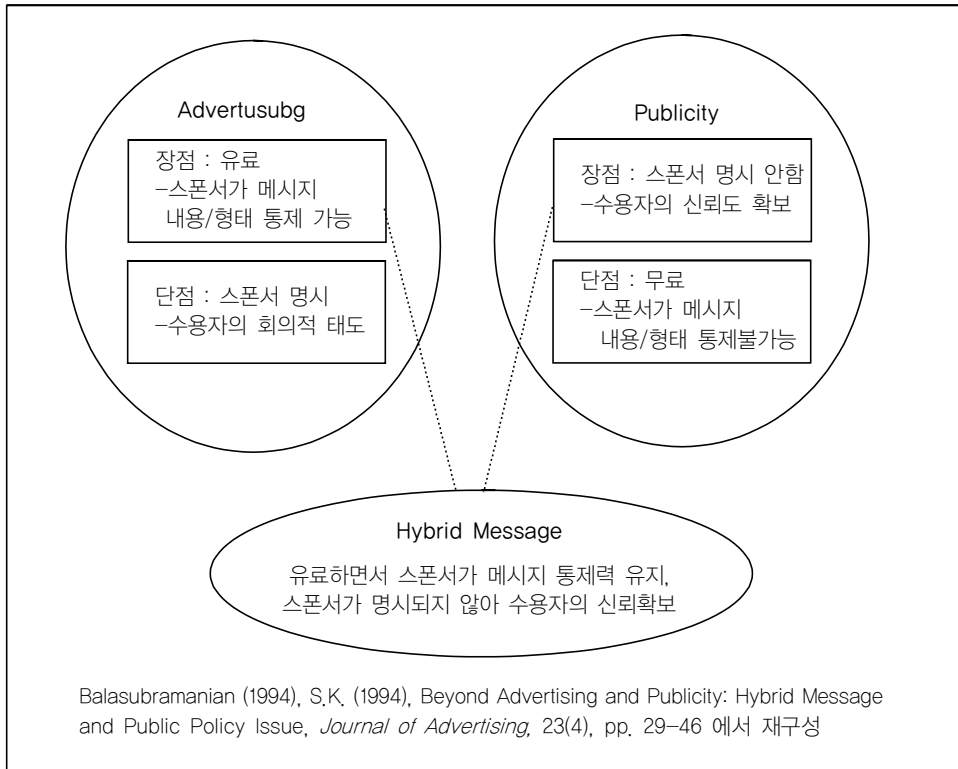 Advertusubg
장점 : 유료
-스폰서가 메시지
내용/형태 통제 가능
단점 : 스폰서 명시
-수용자의 회의적 태도
Publicity
장점 : 스폰서 명시 안함
-수용자의 신뢰도 확보
단점 : 무료
-스폰서가 메시지
내용/형태 통제불가능
Hybrid Message
유료하면서 스폰서가 메시지 통제력 유지,
스폰서가 명시되지 않아 수용자의 신뢰확보
Balasubramanian (1994), S.K. (1994), Beyond Advertising and Publicity: Hybrid Message
and Public Policy Issue, Journal of Advertising, 23(4), pp. 29-46 에서 재구성